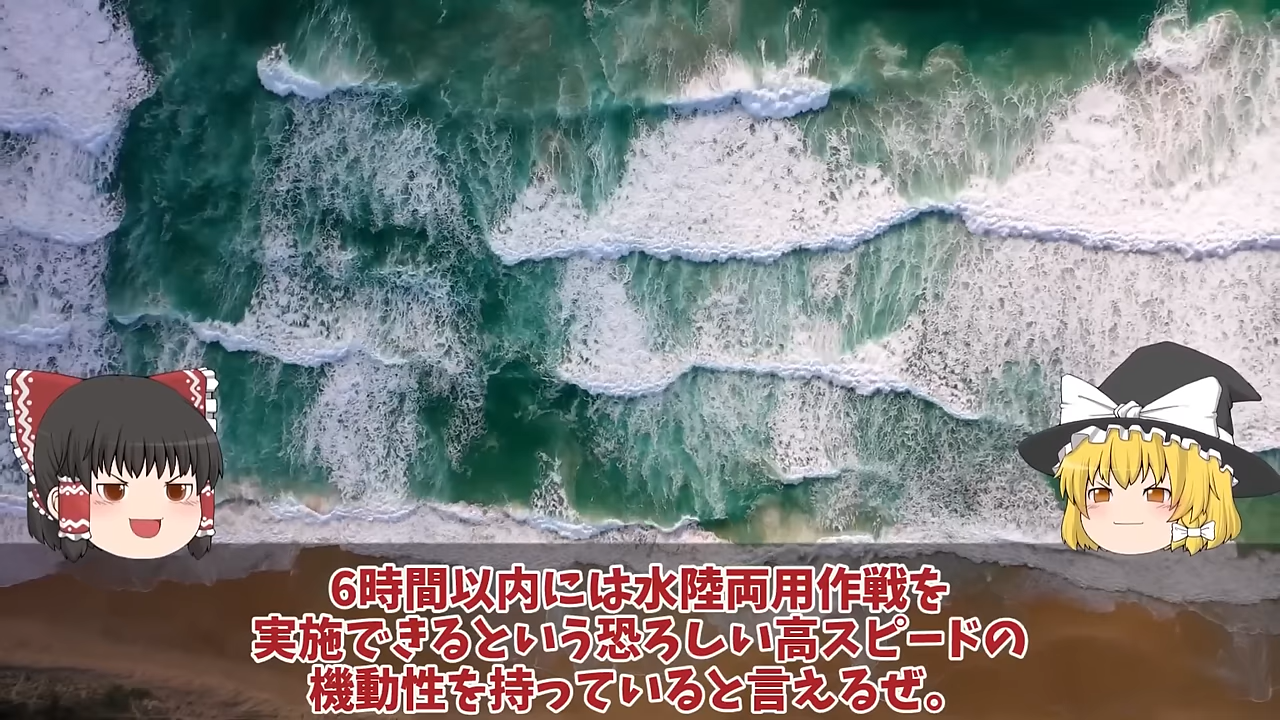 6時間以内には水陸両用作戦を
実施できるという恐ろしい高スピードの
機動性を持っていると言えるぜ。